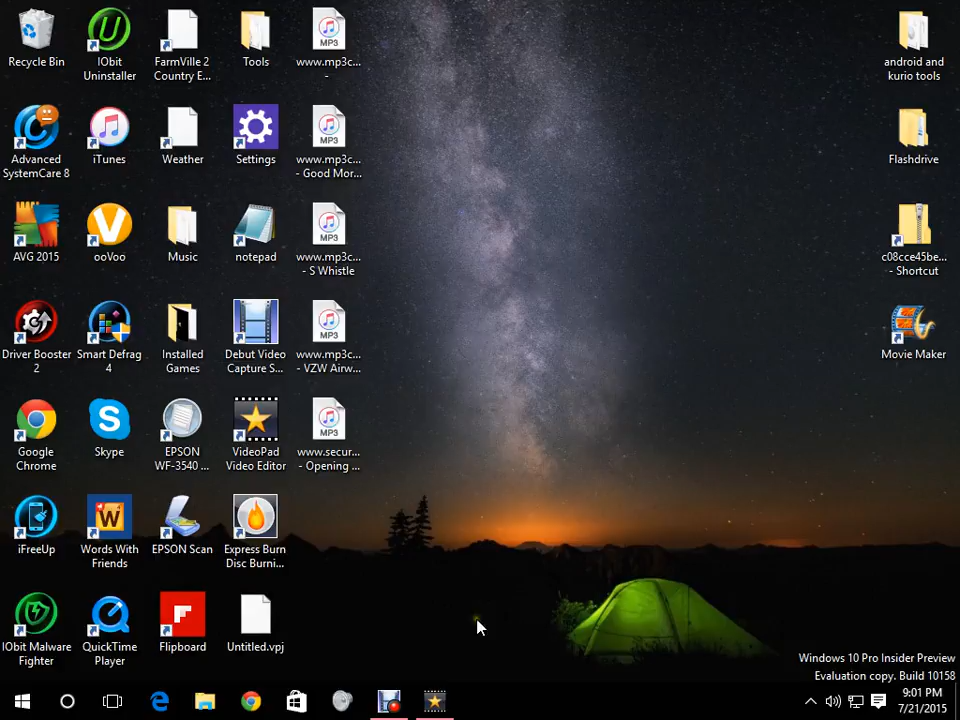 Recycle Bin
IObit
Uninstaller
FarmVille 2
Country E...
Tools
MP3
www.mp3c...
-
android and
kurio tools
Advanced
SystemCare 8
iTunes
Weather
Settings
MP3
www.mp3c...
- Good Mor...
Flashdrive
AVG 2015
ooVoo
Music
notepad
MP3
www.mp3c...
- S Whistle
c08cce45be...
- Shortcut
Driver Booster
2
Smart Defrag
4
Installed
Games
Debut Video
Capture S...
MP3
www.mp3c...
- VZW Airw...
Movie Maker
Google
Chrome
Skype
EPSON
WF-3540 ...
VideoPad
Video Editor
MP3
www.secur...
- Opening ...
iFreeUp
Words With
Friends
EPSON Scan
Express Burn
Disc Burni...
IObit Malware
Fighter
QuickTime
Player
Flipboard
Untitled.vpj
Windows 10 Pro Insider Preview
Evaluation copy. Build 10158
9:01 PM
7/21/2015